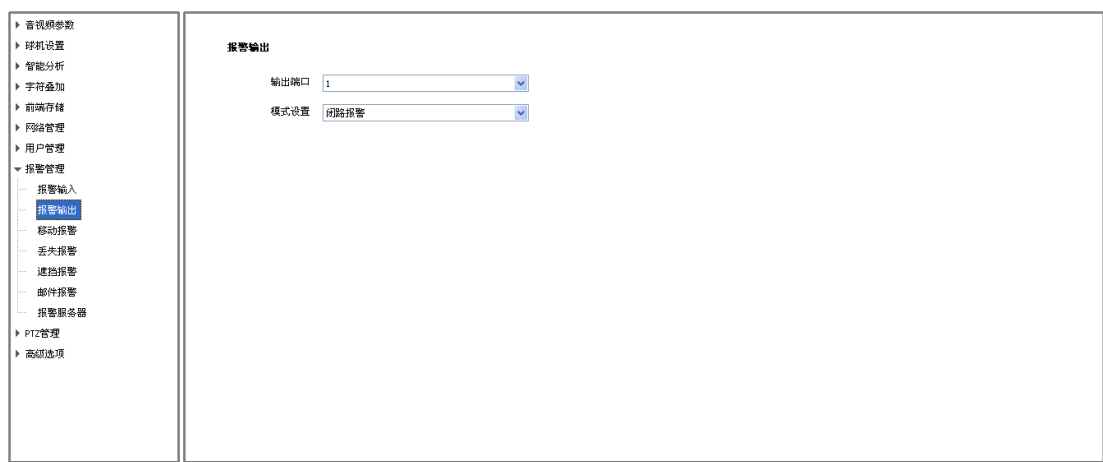 音视频参数
球机设置
智能分析
字符叠加
前端存储
网络管理
用户管理
报警管理
报警输入
报警输出
移动报警
丢失报警
遮挡报警
邮件报警
报警服务器
PTZ管理
高级选项
报警输出
输出端口 1
模式设置 闭路报警